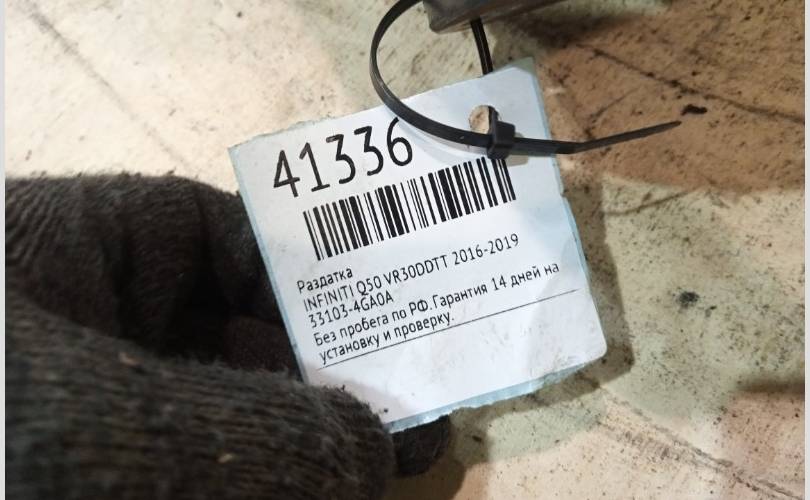 41336
Раздатка
INFINITI Q50 VR30DDTT 2016-2019
33103-4GA0A
Без пробега по РФ.Гарантия 14 дней на
установку и проверку.